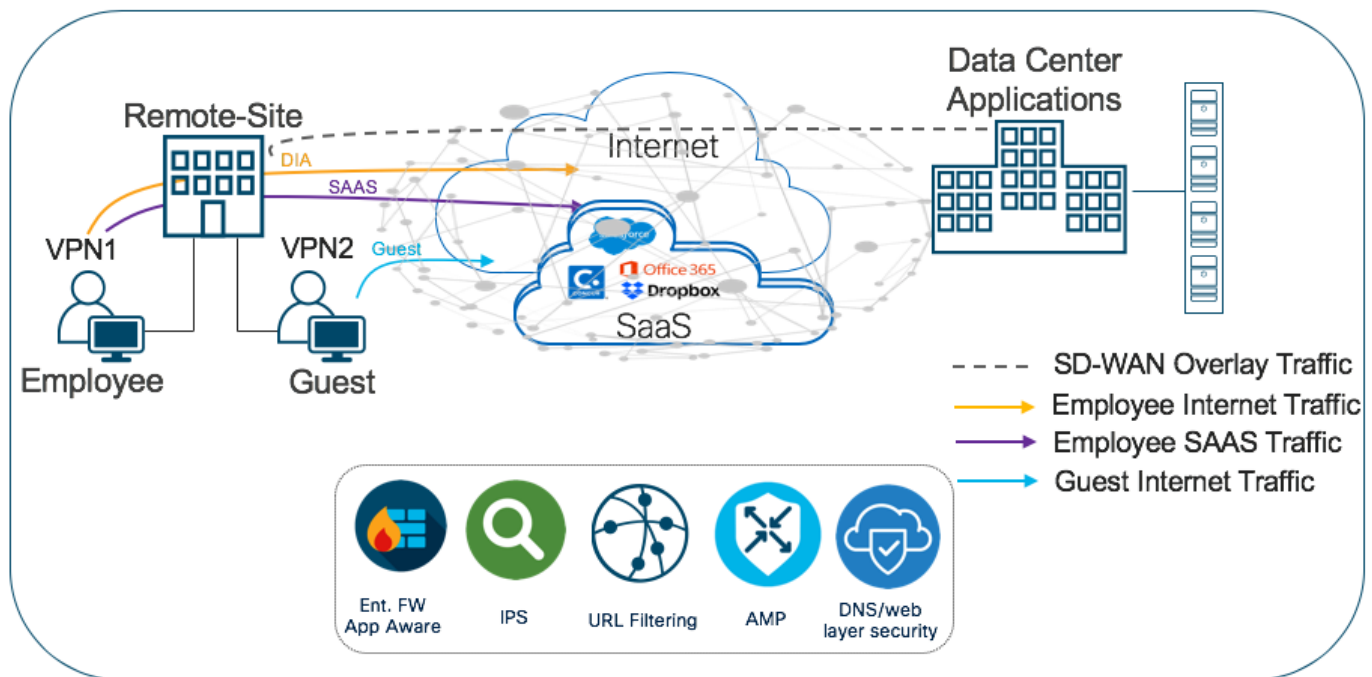 Data Center
Applications
Remote-Site
Internet
DIA
SAAS
VPN1
VPN2
Guest
Office 365
Dropbox
SaaS
Employee
Guest
SD-WAN Overlay Traffic
Employee Internet Traffic
Employee SAAS Traffic
Guest Internet Traffic
Ent. FW
App Aware
IPS
URL Filtering
AMP
DNS/web
layer security